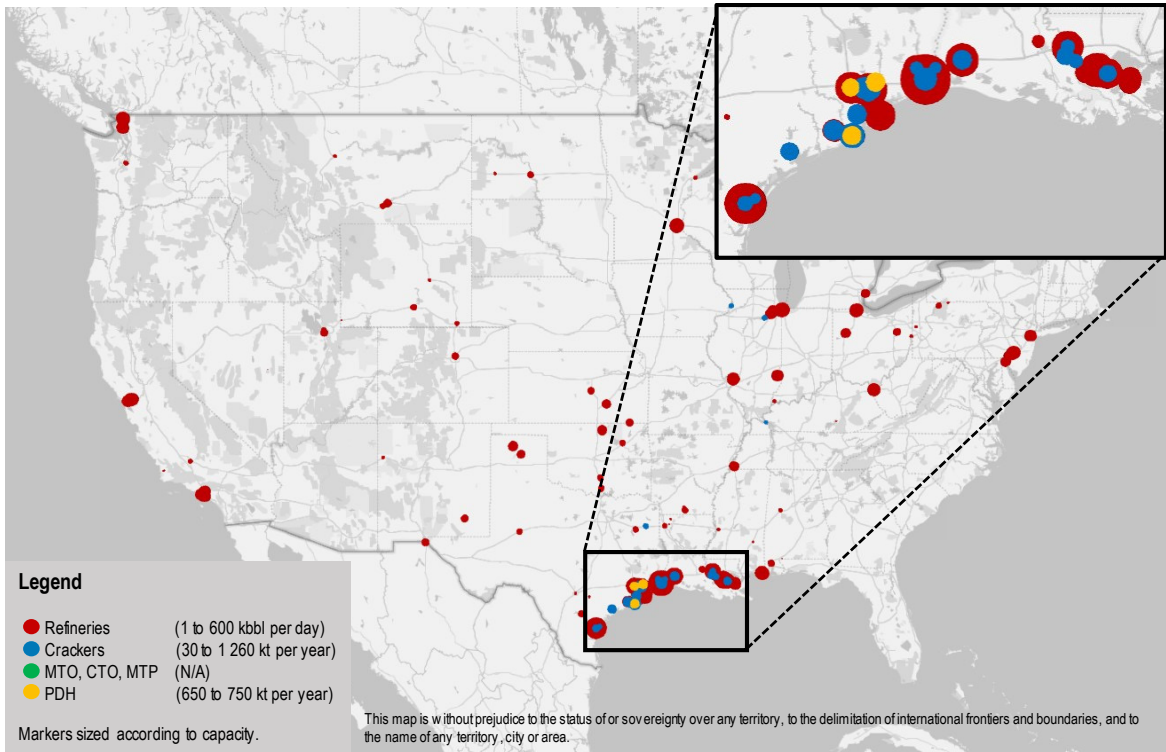 Legend
Refineries (1 to 600 kbbl per day)
Crackers (30 to 1 260 kt per year)
MTO, CTO, MTP (N/A)
PDH (650 to 750 kt per year)
Markers sized according to capacity.
This map is without prejudice to the status of or sovereignty over any territory, to the delimitation of international frontiers and boundaries, and to
the name of any territory, city or area.